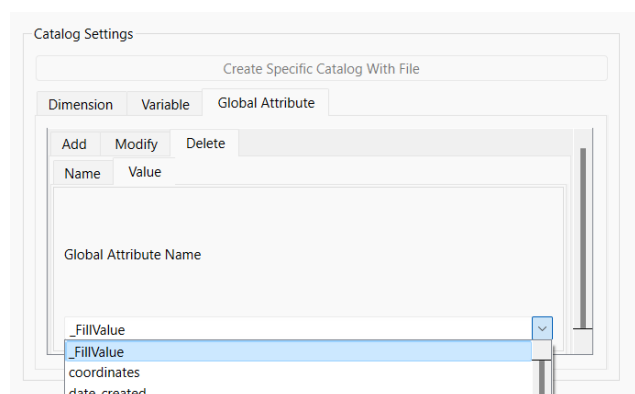 Catalog Settings
Create Specific Catalog With File
Dimension Variable Global Attribute
Add Modify Delete
Name Value
Global Attribute Name
_FillValue
_FillValue
coordinates
date_created